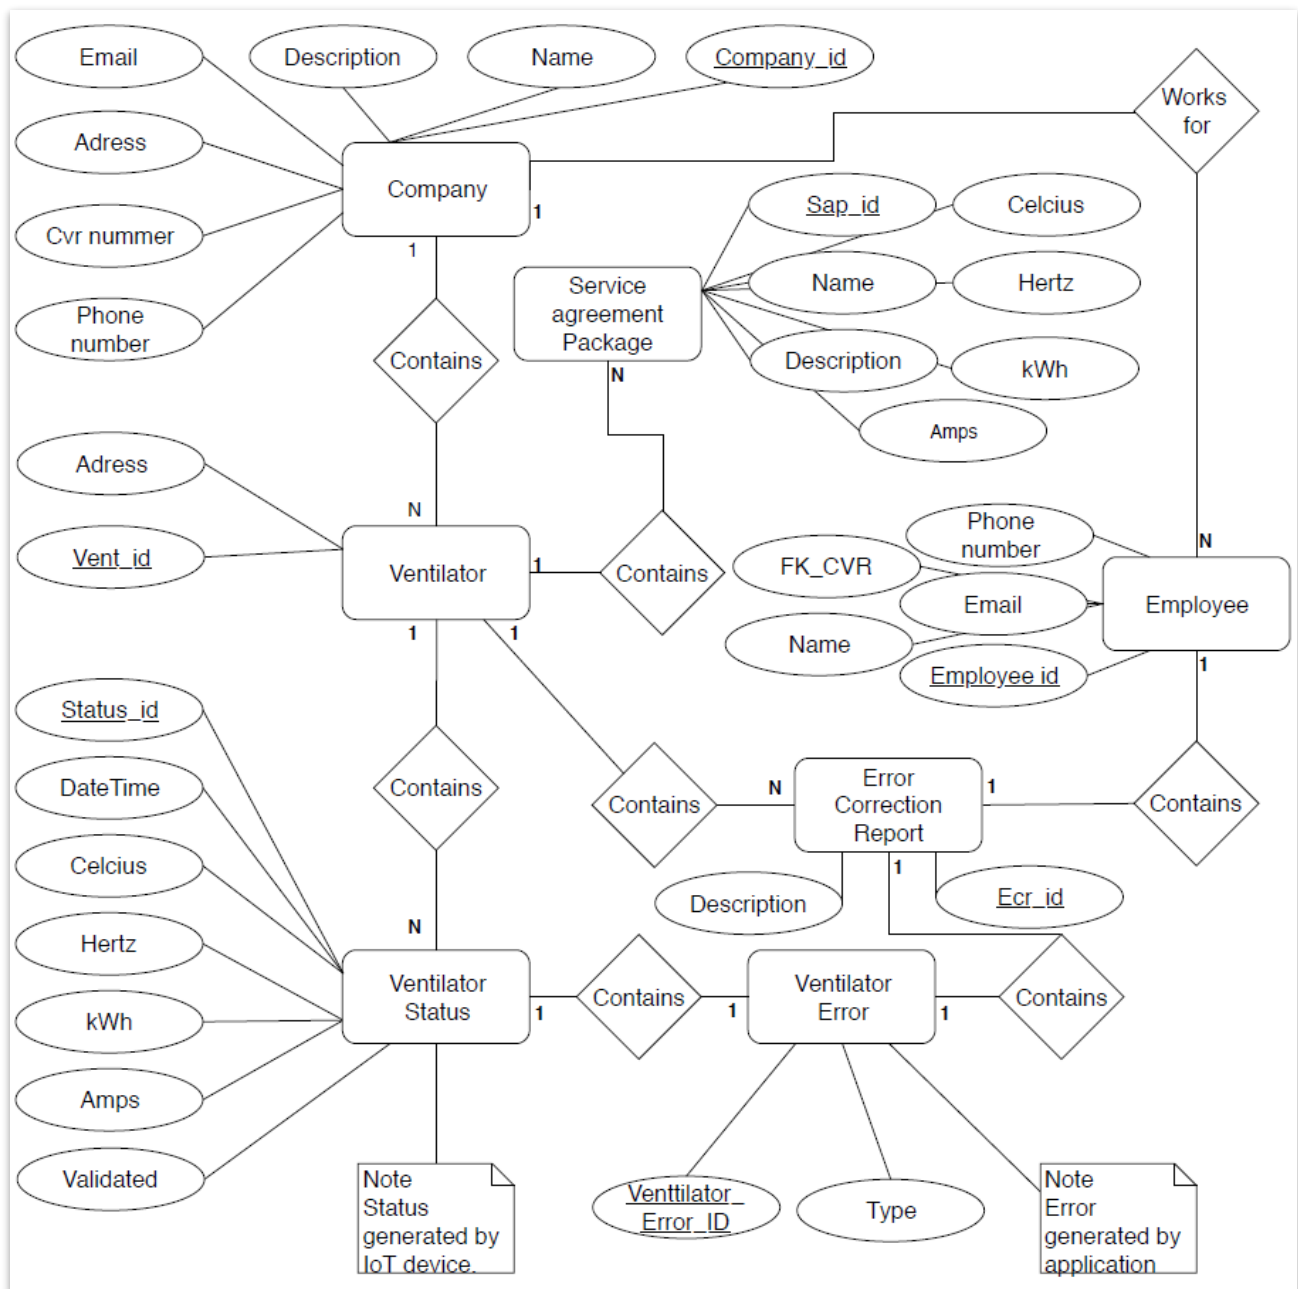 Email
Description
Name
Company_id
Works
for
Adress
Company
1
1
Sap_id
Celcius
Cvr nummer
Service
agreement
Package
Name
Hertz
Phone
number
Contains
N
Description
kWh
Amps
Adress
N
Vent_id
Ventilator
1
Contains
Phone
number
N
FK_CVR
Email
Employee
1
1
Name
Employee id
1
Status_id
DateTime
Contains
Contains
N
Error
Correction
Report
1
Contains
1
Celcius
Description
Ecr_id
Hertz
N
Ventilator
Status
1
Contains
1
Ventilator
Error
1
Contains
kWh
Amps
Validated
Note
Status
generated by
IoT device.
Venttilator_
Error_ID
Type
Note
Error
generated by
application